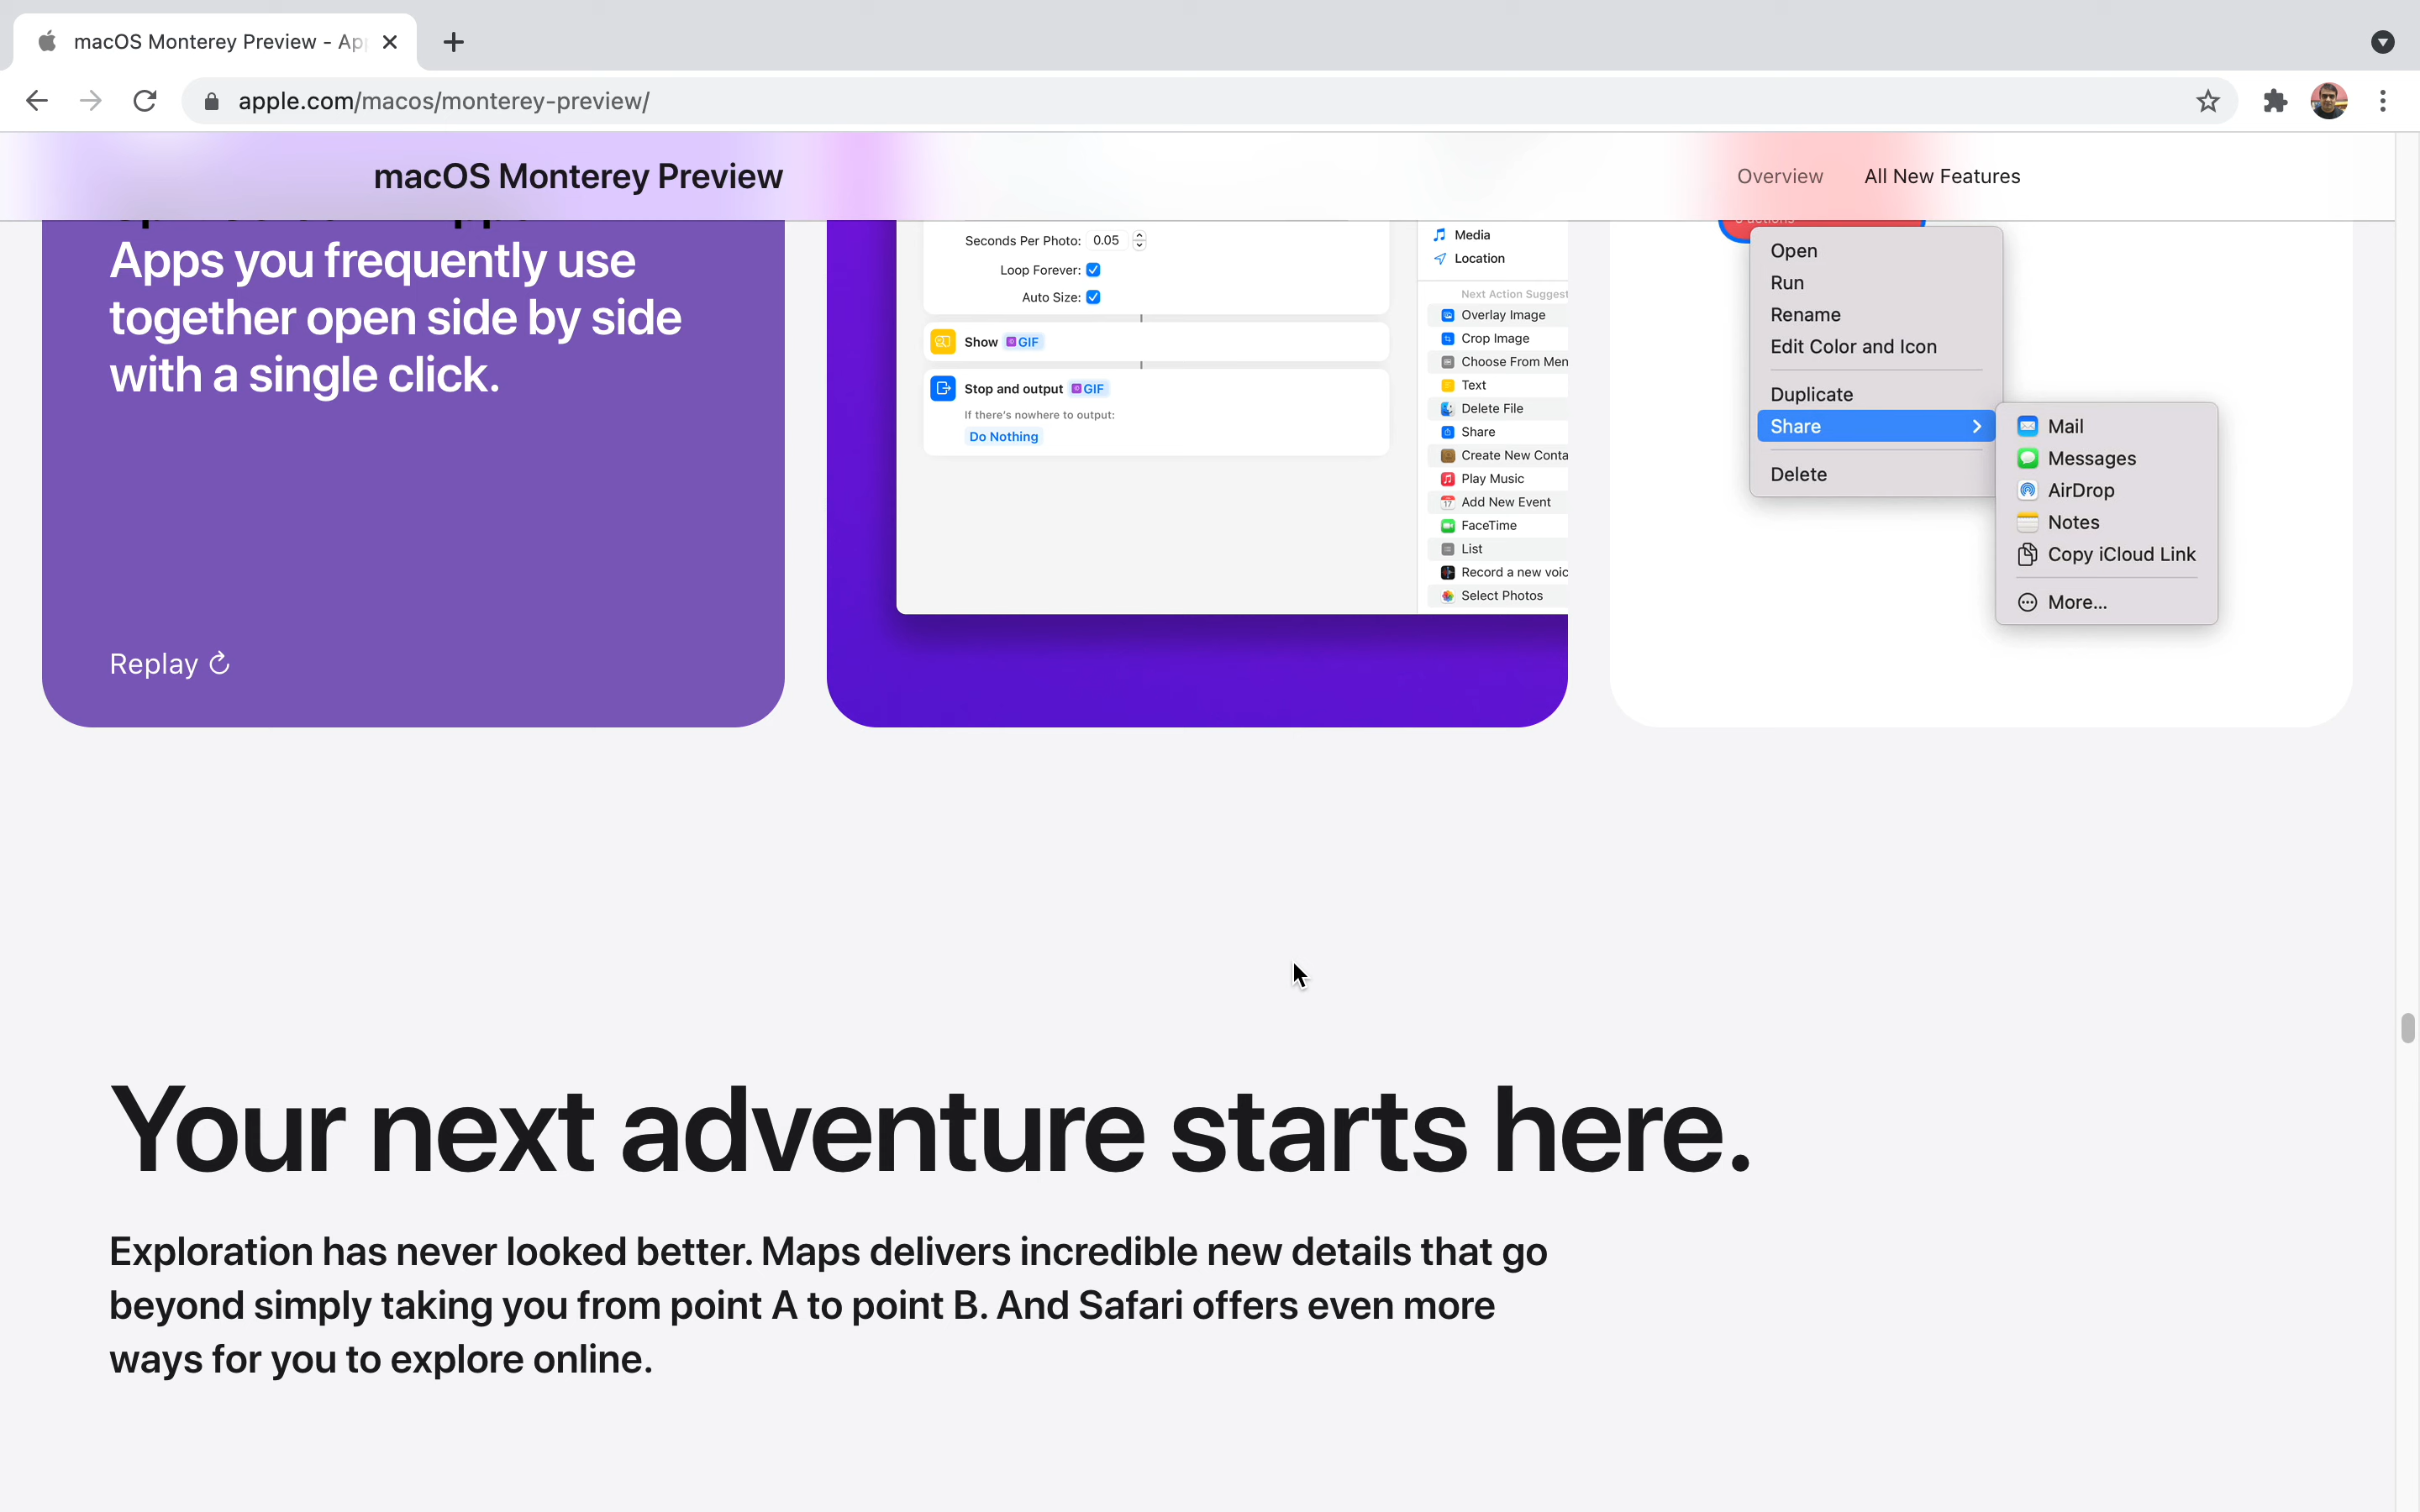 macOS Monterey Preview - Ap
apple.com/macos/monterey-preview/
macOS Monterey Preview
Overview
All New Features
Apps you frequently use
together open side by side
with a single click.
Replay
Seconds Per Photo: 0.05
Loop Forever:
Auto Size:
Show GIF
Stop and output GIF
If there's nowhere to output:
Do Nothing
Media
Location
Next Action Suggest
Overlay Image
Crop Image
Choose From Men
Text
Delete File
Share
Create New Conta
Play Music
17 Add New Event
FaceTime
List
Record a new voic
Select Photos
Open
Run
Rename
Edit Color and Icon
Duplicate
Share
Delete
Mail
Messages
AirDrop
Notes
Copy iCloud Link
More...
Your next adventure starts here.
Exploration has never looked better. Maps delivers incredible new details that go
beyond simply taking you from point A to point B. And Safari offers even more
ways for you to explore online.